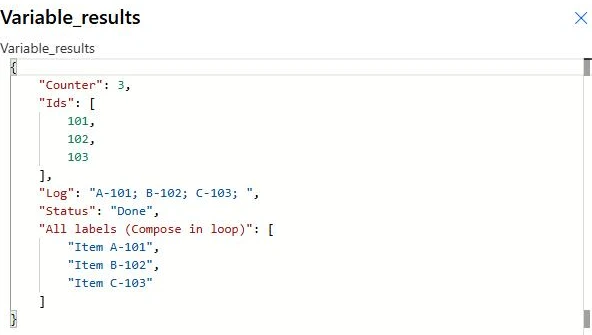 Variable_results
Variable_results
{
    "Counter": 3,
    "Ids": [
        101,
        102,
        103
    ],
    "Log": "A-101; B-102; C-103; ",
    "Status": "Done",
    "All labels (Compose in loop)": [
        "Item A-101",
        "Item B-102",
        "Item C-103"
    ]
}